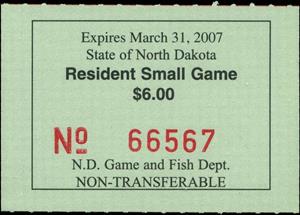 Expires March 31, 2007
State of North Dakota
Resident Small Game
$6.00
No 66567
N.D. Game and Fish Dept.
NON-TRANSFERABLE